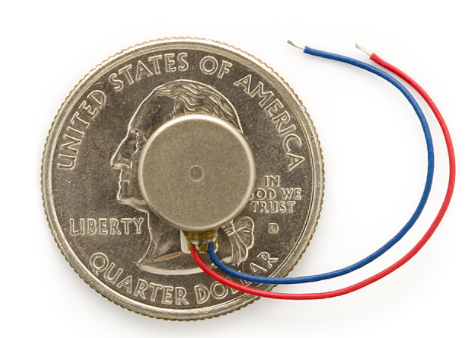 UNITED STATES OF AMERICA
LIBERTY
IN
GOD WE
TRUST
D
QUARTER DOLLAR